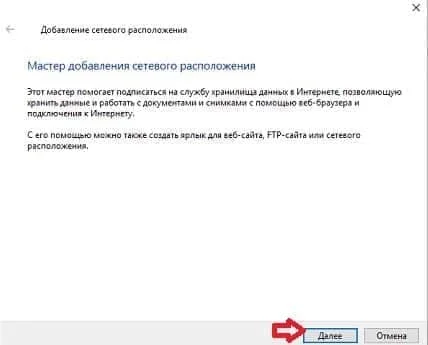 Добавление сетевого расположения
Мастер добавления сетевого расположения
Этот мастер помогает подписаться на службу хранилища данных в Интернете, позволяющую
хранить данные и работать с документами и снимками с помощью веб-браузера и
подключения к Интернету.
С его помощью можно также создать ярлык для веб-сайта, FTP-сайта или сетевого
расположения.
Далее
Отмена